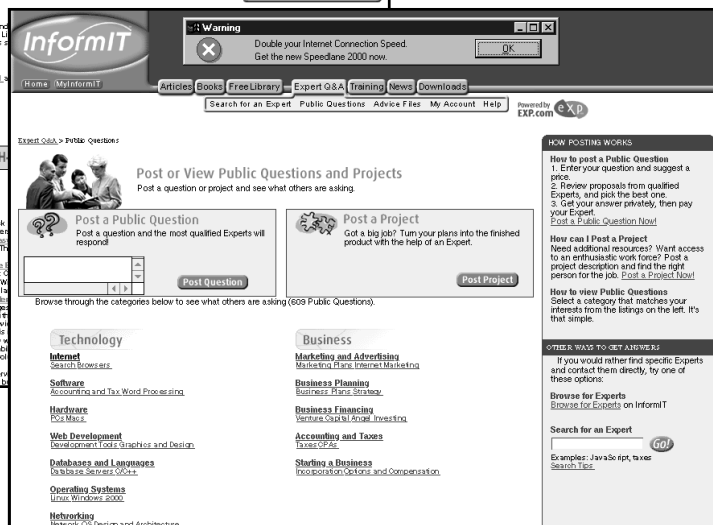 InformIT
Warning
Double your Internet Connection Speed.
Get the new Speedlane 2000 now.
OK
Home MyInformIT
Articles Books Free Library Expert Q&A Training News Downloads
Search for an Expert Public Questions Advice Files My Account Help
Powered by
EXP.com
exp
Expert Q&A > Public Questions
Post or View Public Questions and Projects
Post a question or project and see what others are asking.
Post a Public Question
Post a question and the most qualified Experts will
respond!
Post Question
Post a Project
Got a big job? Turn your plans into the finished
product with the help of an Expert.
Post Project
Browse through the categories below to see what others are asking (609 Public Questions).
Technology
Internet
Search Browsers
Software
Accounting and Tax Word Processing
Hardware
PCs Macs
Web Development
Development Tools Graphics and Design
Databases and Languages
Database Servers C/C++
Operating Systems
Linux Windows 2000
Networking
Network OS Design and Architecture
Business
Marketing and Advertising
Marketing Plans Internet Marketing
Business Planning
Business Plans Strategy
Business Financing
Venture Capital Angel Investing
Accounting and Taxes
Taxes CPAs
Starting a Business
Incorporation Options and Compensation
HOW POSTING WORKS
How to post a Public Question
1. Enter your question and suggest a
price.
2. Review proposals from qualified
Experts, and pick the best one.
3. Get your answer, then pay
your Expert.
Post a Public Question Now!
How can I Post a Project
Need additional resources? Want access
to an enthusiastic work force? Post a
project description and find the right
person for the job. Post a Project Now!
How to view Public Questions
Select a category that matches your
interests from the listings on the left. It's
that simple.
OTHER WAYS TO GET ANSWERS
If you would rather find specific Experts
and contact them directly, try one of
these options:
Browse for Experts
Browse for Experts on InformIT
Search for an Expert
Go!
Examples: JavaScript, taxes
Search Tips